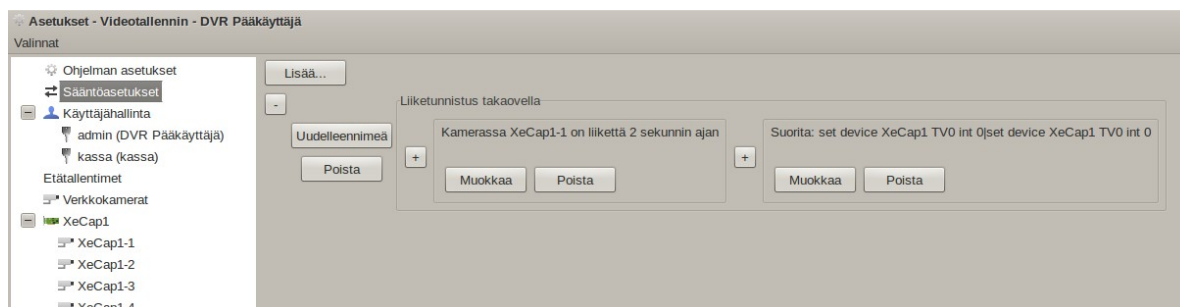 Asetukset - Videotallennin - DVR Pääkäyttäjä
Valinnat
Ohjelman asetukset
Sääntöasetukset
Käyttäjähallinta
admin (DVR Pääkäyttäjä)
kassa (kassa)
Etätallentimet
Verkkokamerat
XeCap1
XeCap1-1
XeCap1-2
XeCap1-3
XeCap1-4
Lisää...
-
Liiketunnistus takaovella
Uudelleennimeä
Poista
+
Kamerassa XeCap1-1 on liikettä 2 sekunnin ajan
Muokkaa Poista
+
Suorita: set device XeCap1 TV0 int 0|set device XeCap1 TV0 int 0
Muokkaa Poista